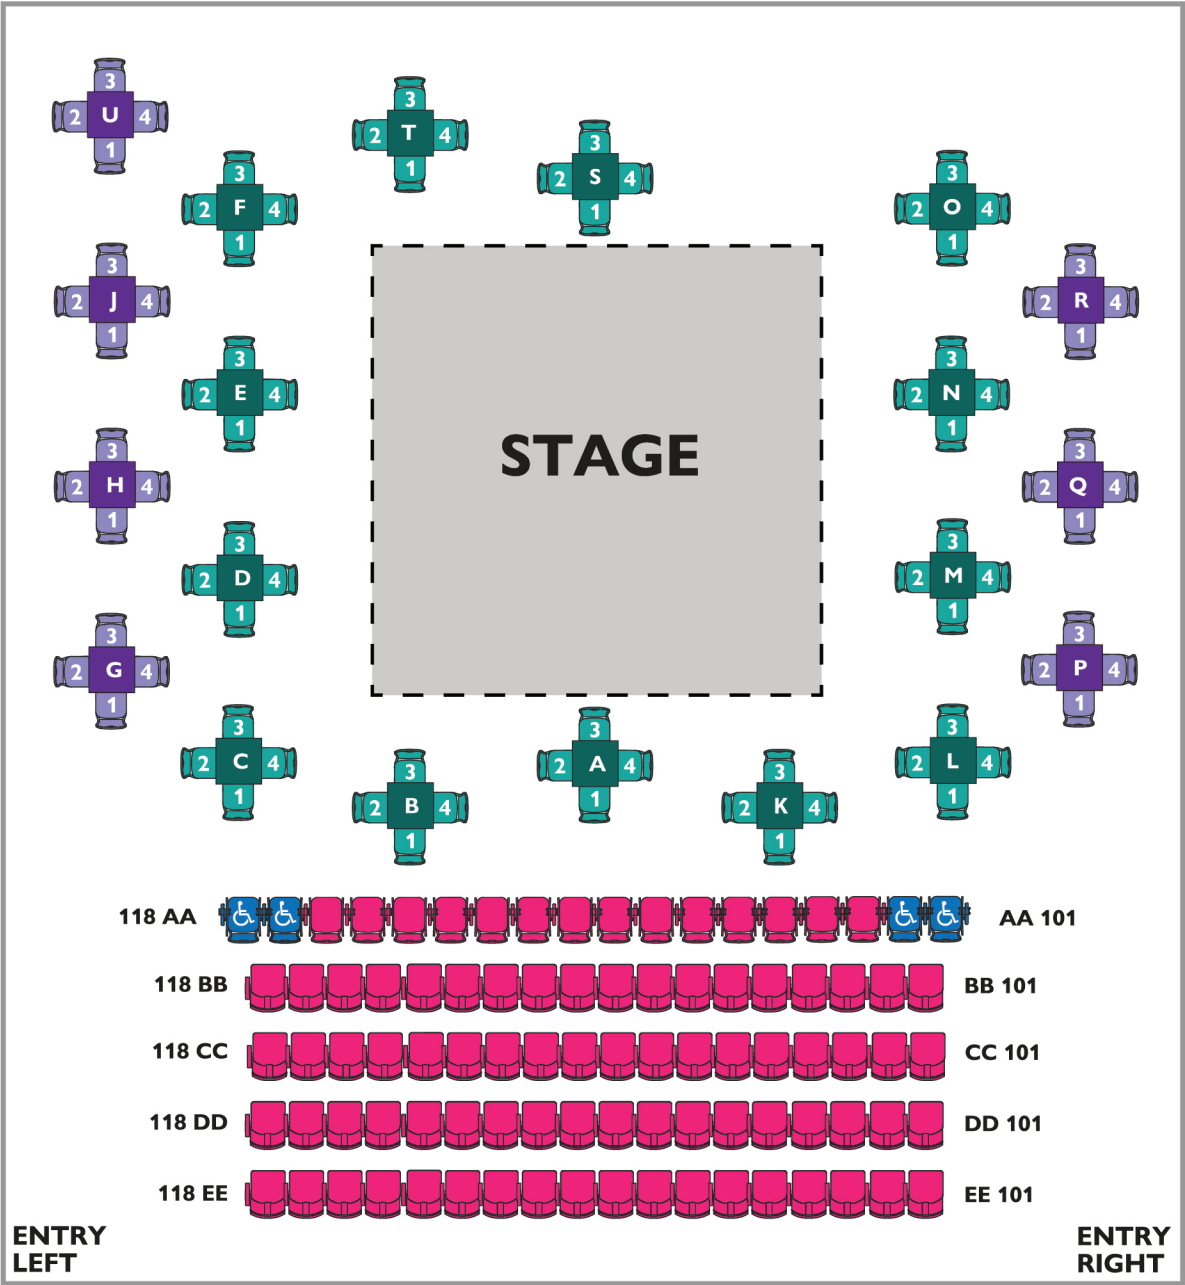 3
2 U 4
1
3
2 T 4
1
3
2 S 4
1
3
2 F 4
1
3
2 O 4
1
3
2 J 4
1
3
2 R 4
1
3
2 E 4
1
3
2 N 4
1
STAGE
3
2 H 4
1
3
2 Q 4
1
3
2 D 4
1
3
2 M 4
1
3
2 G 4
1
3
2 P 4
1
3
2 C 4
1
3
2 B 4
1
3
2 A 4
1
3
2 K 4
1
3
2 L 4
1
118 AA AA 101
118 BB BB 101
118 CC CC 101
118 DD DD 101
118 EE EE 101
ENTRY
LEFT
ENTRY
RIGHT